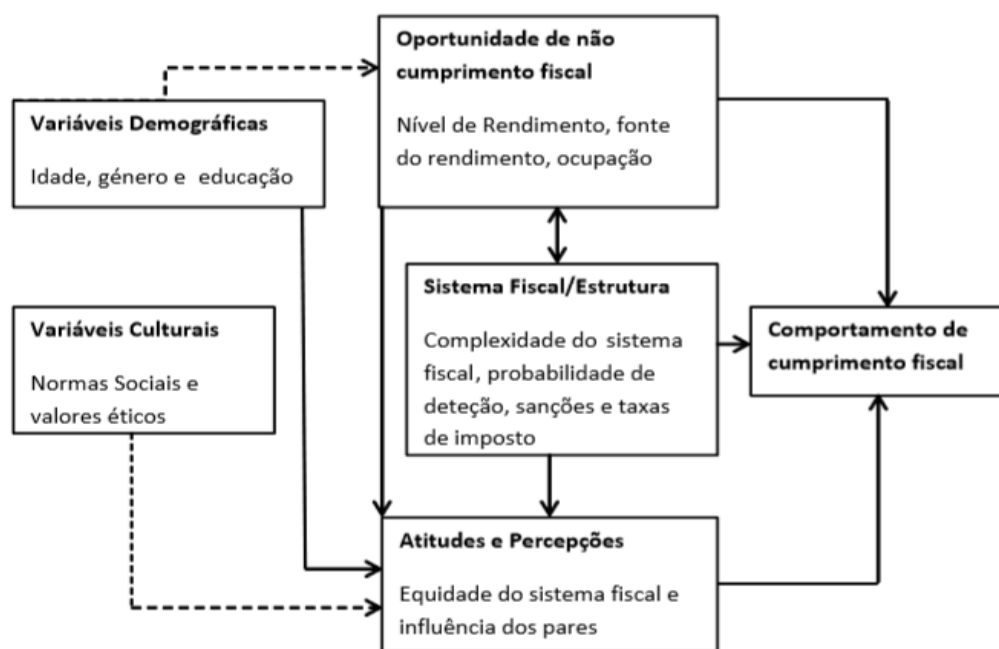 Oportunidade de não
cumprimento fiscal
Nível de Rendimento, fonte
do rendimento, ocupação
Variáveis Demográficas
Idade, género e educação
Sistema Fiscal/Estrutura
Complexidade do sistema
fiscal, probabilidade de
deteção, sanções e taxas
de imposto
Variáveis Culturais
Normas Sociais e
valores éticos
Comportamento de
cumprimento fiscal
Atitudes e Percepções
Equidade do sistema fiscal e
influência dos pares